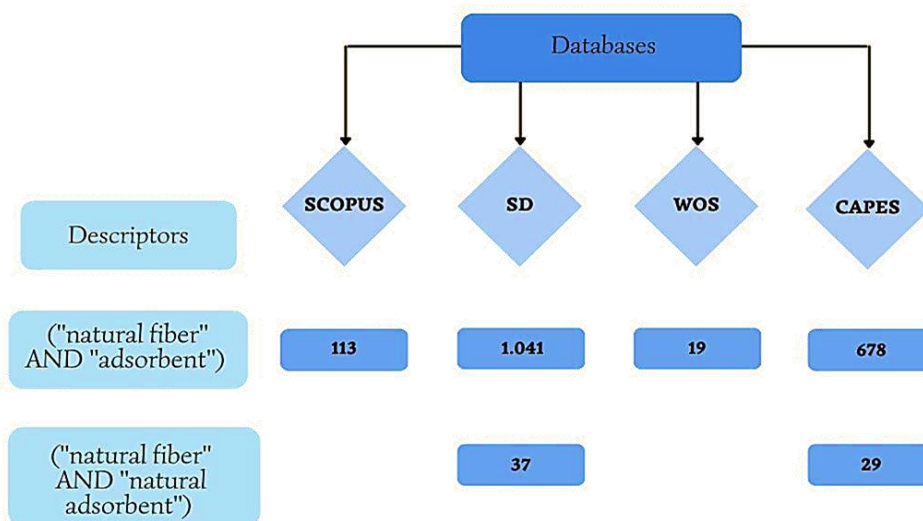 Databases
SCOPUS
SD
WOS
CAPES
Descriptors
("natural fiber"
AND "adsorbent")
113
1.041
19
678
("natural fiber"
AND "natural
adsorbent")
37
29